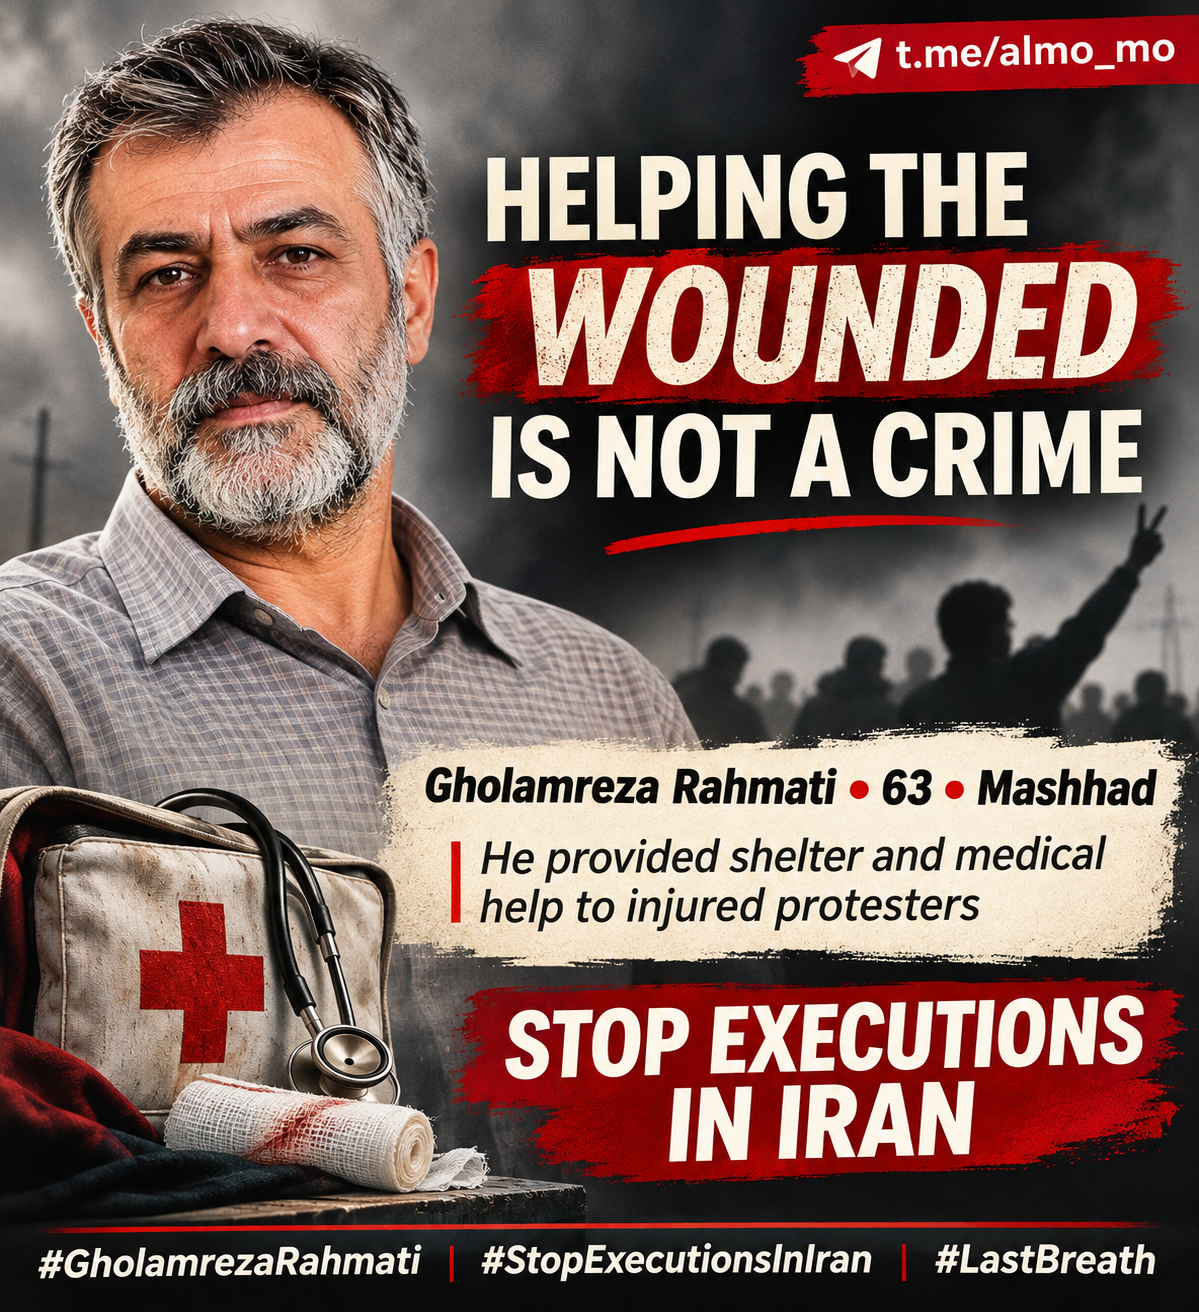 t.me/almo_mo
HELPING THE
WOUNDED
IS NOT A CRIME
Gholamreza Rahmati • 63 • Mashhad
He provided shelter and medical
help to injured protesters
STOP EXECUTIONS
IN IRAN
#GholamrezaRahmati | #StopExecutionsInIran | #LastBreath